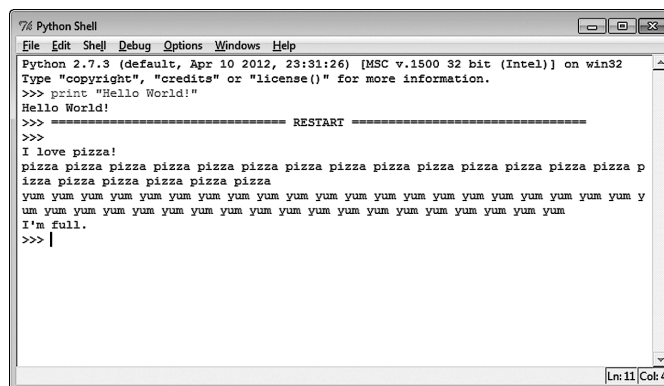 Python Shell
File Edit Shell Debug Options Windows Help
Python 2.7.3 (default, Apr 10 2012, 23:31:26) [MSC v.1500 32 bit (Intel)] on win32
Type "copyright", "credits" or "license()" for more information.
>>> print "Hello World!"
Hello World!
>>> ================================ RESTART ================================
>>>
I love pizza!
pizza pizza pizza pizza pizza pizza pizza pizza pizza pizza pizza pizza pizza pizza p
izza pizza pizza pizza pizza pizza
yum yum yum yum yum yum yum yum yum yum yum yum yum yum yum yum yum yum yum yum yum y
um yum yum yum yum yum yum yum yum yum yum yum yum yum yum yum yum yum yum
I'm full.
>>>
Ln: 11 Col: 4